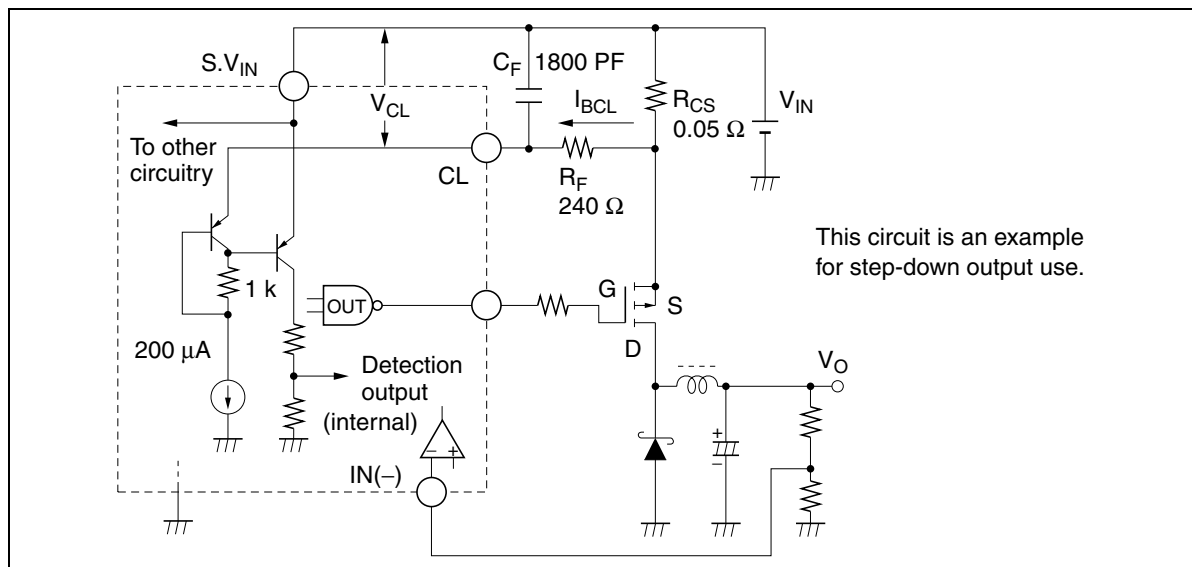 S.VIN
VCL
CF 1800 PF
IBCL
RCS
0.05 Ω
VIN
To other
circuitry
CL
RF
240 Ω
This circuit is an example
for step-down output use.
1 k
OUT
G
S
D
200 μA
Detection
output
(internal)
VO
+
−
− +
IN(−)